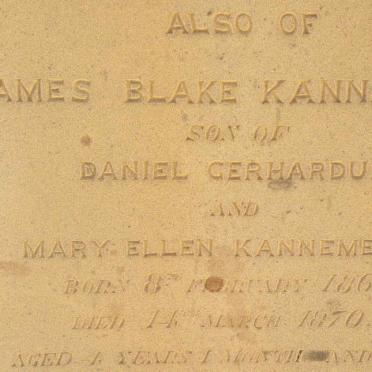 ALSO OF
AMES BLAKE KANN
SON OF
DANIEL GERHARDU
AND
MARY ELLEN KANNEME
BORN 8TH FEBRUARY 186
DIED 14TH MARCH 1870.
AGED 4 YEARS 1 MONTH AND